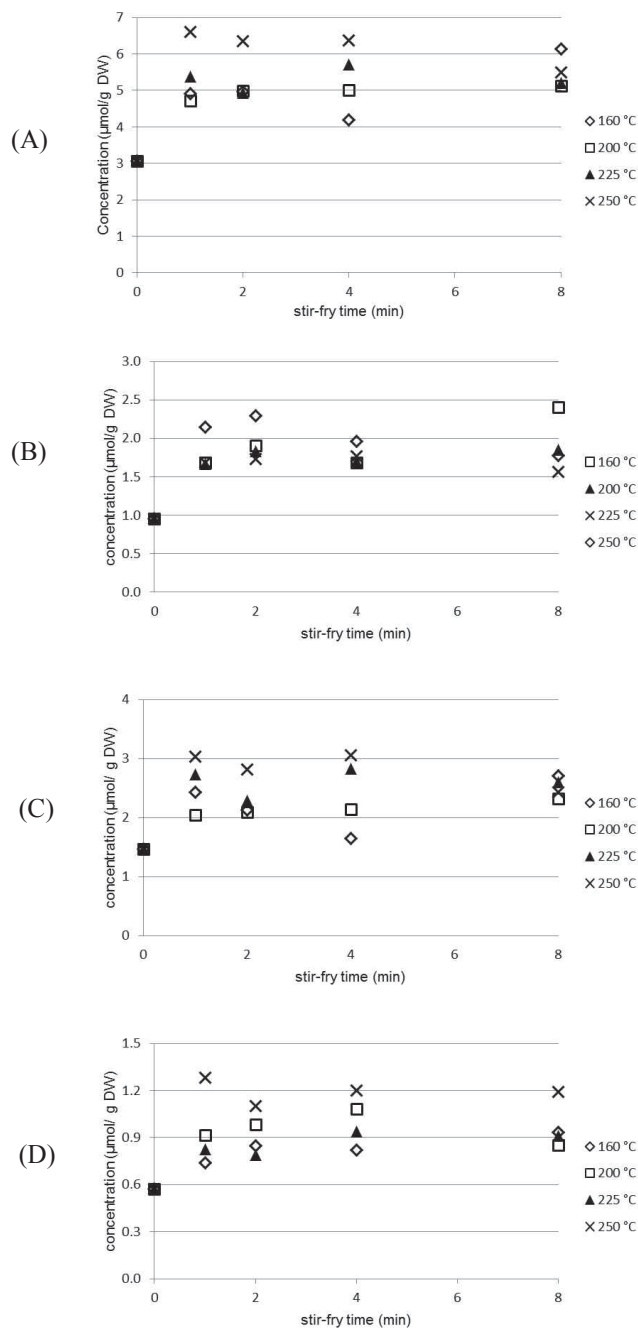 (A)
Concentration (µmol/g DW)
7
6
5
4
3
2
1
0
0 2 4 6 8
stir-fry time (min)
160 °C
200 °C
225 °C
250 °C
(B)
concentration (µmol/g DW)
3.0
2.5
2.0
1.5
1.0
0.5
0.0
0 2 4 6 8
stir-fry time (min)
160 °C
200 °C
225 °C
250 °C
(C)
concentration (µmol/ g DW)
4
3
2
1
0
0 2 4 6 8
stir-fry time (min)
160 °C
200 °C
225 °C
250 °C
(D)
concentration (µmol/ g DW)
1.5
1.2
0.9
0.6
0.3
0.0
0 2 4 6 8
stir-fry time (min)
160 °C
200 °C
225 °C
250 °C